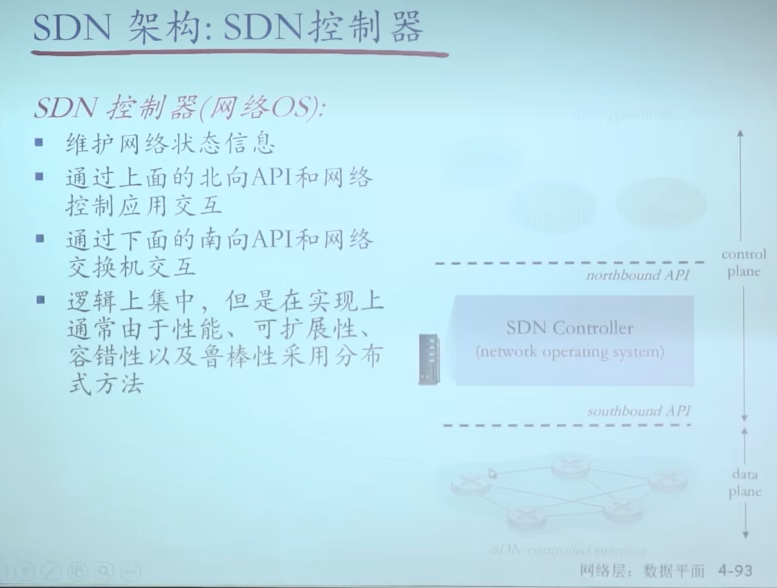 SDN 架构: SDN控制器
SDN 控制器(网络OS):
维护网络状态信息
通过上面的北向API和网络
控制应用交互
通过下面的南向API和网络
交换机交互
逻辑上集中，但是在实现上
通常由于性能、可扩展性、
容错性以及鲁棒性采用分布
式方法
control
plane
northbound API
SDN Controller
(network operating system)
southbound API
data
plane
SDN-controlled switches
网络层：数据平面 4-93